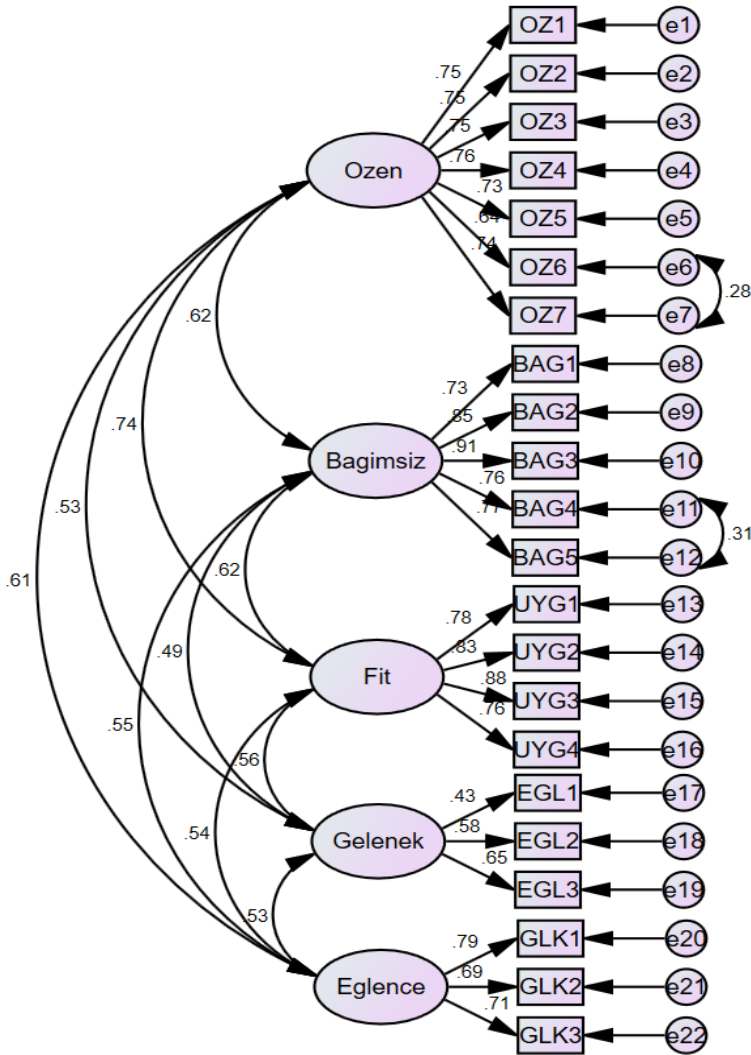 OZ1 e1
.75
OZ2 e2
.75
OZ3 e3
.75
Ozen .76 OZ4 e4
.73
OZ5 e5
.64
OZ6 e6
.74
.28
OZ7 e7
.62
BAG1 e8
.73
BAG2 e9
.85
.74
Bagimsiz .91 BAG3 e10
.76
BAG4 e11
.77
.31
.53
BAG5 e12
.61
.62
UYG1 e13
.78
UYG2 e14
.83
.49
Fit .88 UYG3 e15
.76
.55
UYG4 e16
.56
EGL1 e17
.43
.54
.58
Gelenek EGL2 e18
.65
EGL3 e19
.53
GLK1 e20
.79
.69
Eglence GLK2 e21
.71
GLK3 e22